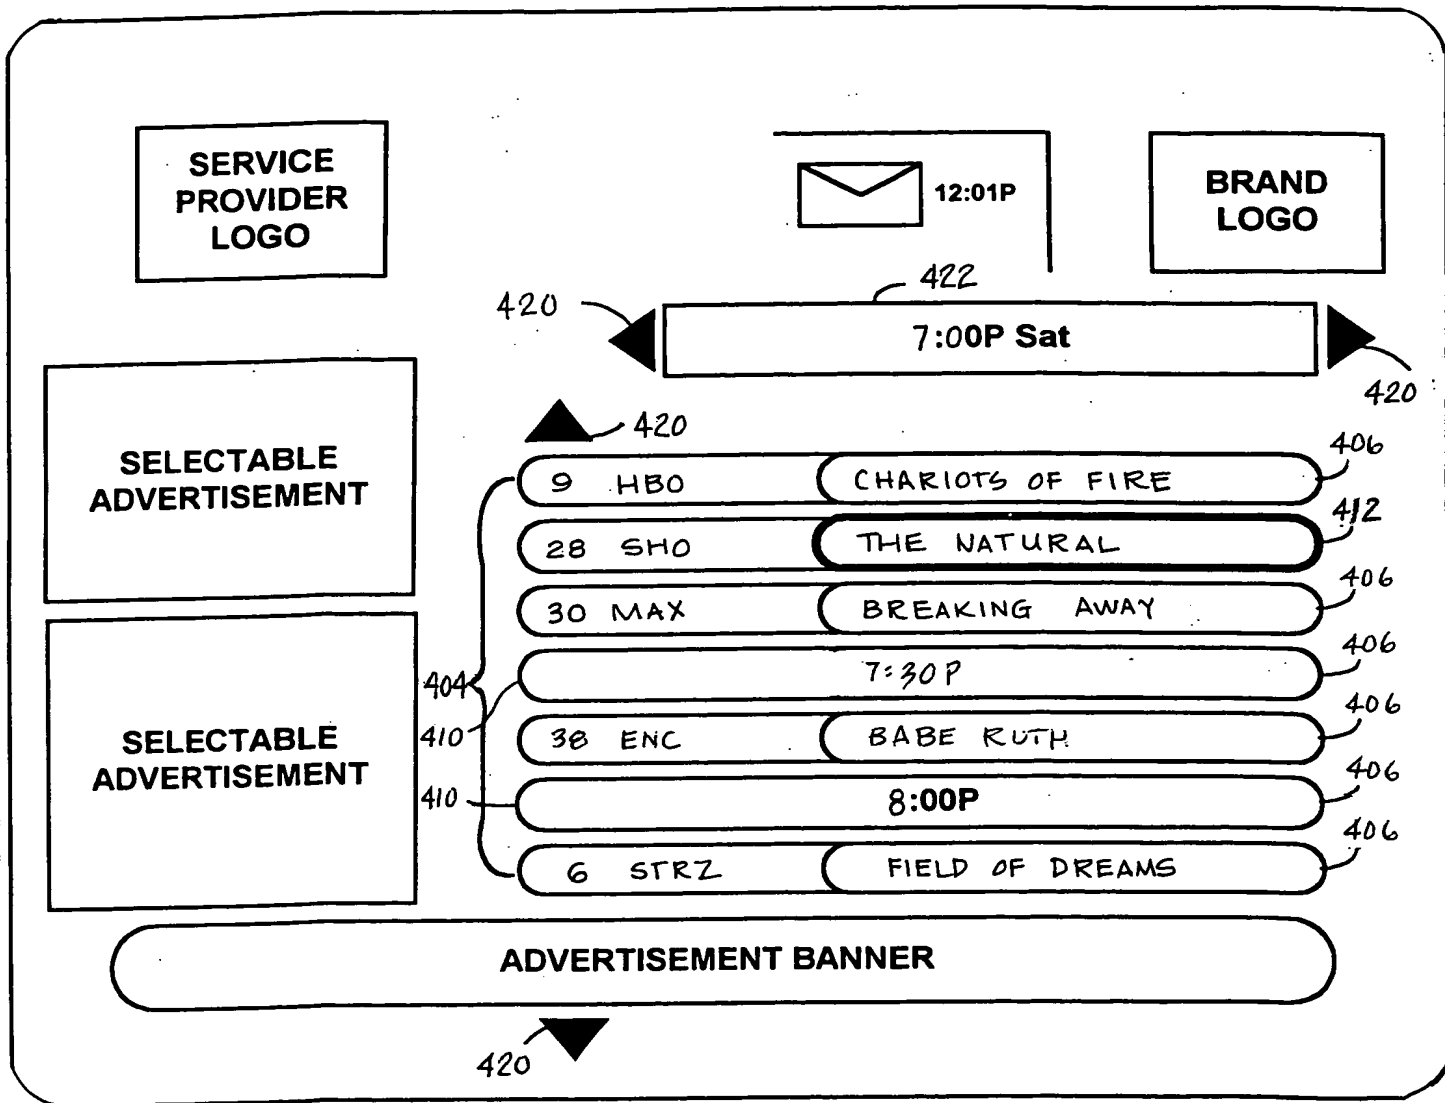 SERVICE
PROVIDER
LOGO
12:01P
BRAND
LOGO
422
420
7:00P Sat
420
420
SELECTABLE
ADVERTISEMENT
406
9 HBO CHARIOTS OF FIRE
412
28 SHO THE NATURAL
406
30 MAX BREAKING AWAY
406
404
7:30P
410
406
38 ENC BABE RUTH
SELECTABLE
ADVERTISEMENT
406
410
8:00P
406
6 STRZ FIELD OF DREAMS
ADVERTISEMENT BANNER
420